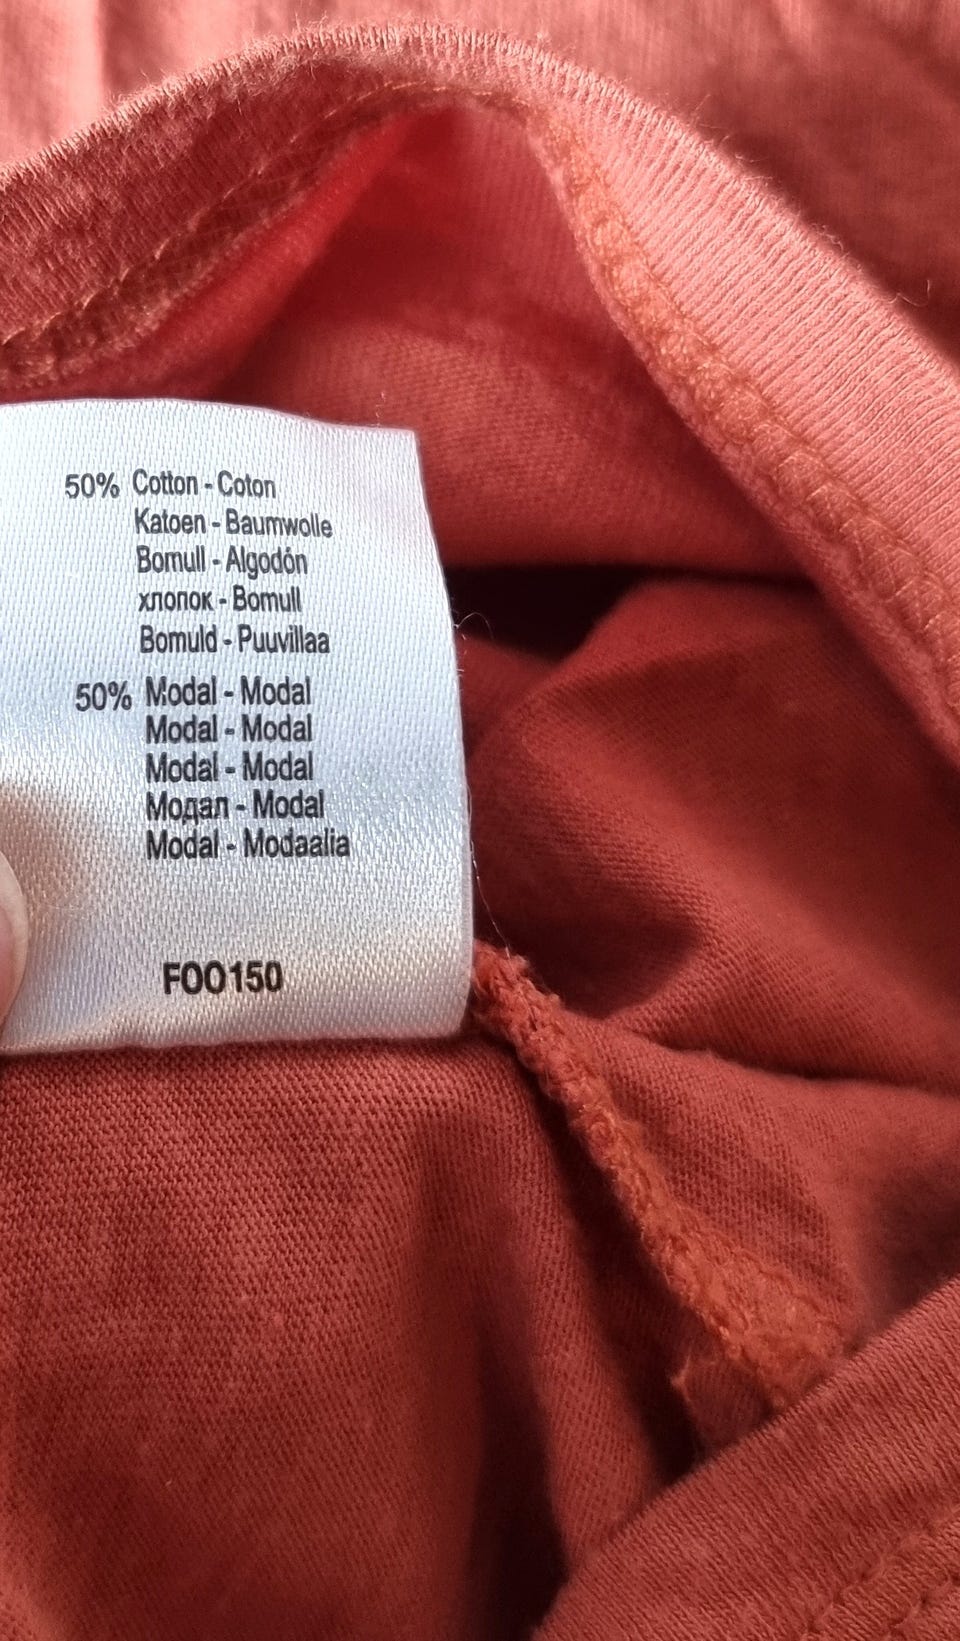 50% Cotton - Coton
Katoen - Baumwolle
Bomull - Algodón
хлопок - Bomull
Bomuld - Puuvillaa
50% Modal - Modal
Modal - Modal
Modal - Modal
Модал - Modal
Modal - Modaalia
FOO150